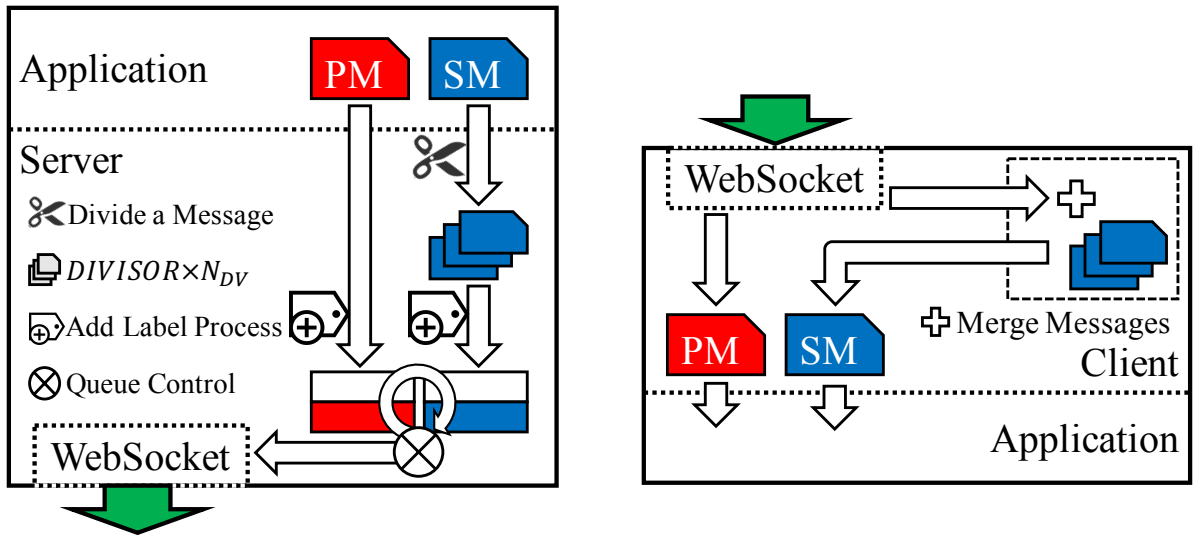 Application
PM
SM
Server
Divide a Message
DIVISOR×N_DV
Add Label Process
Queue Control
WebSocket
WebSocket
Merge Messages
PM
SM
Client
Application